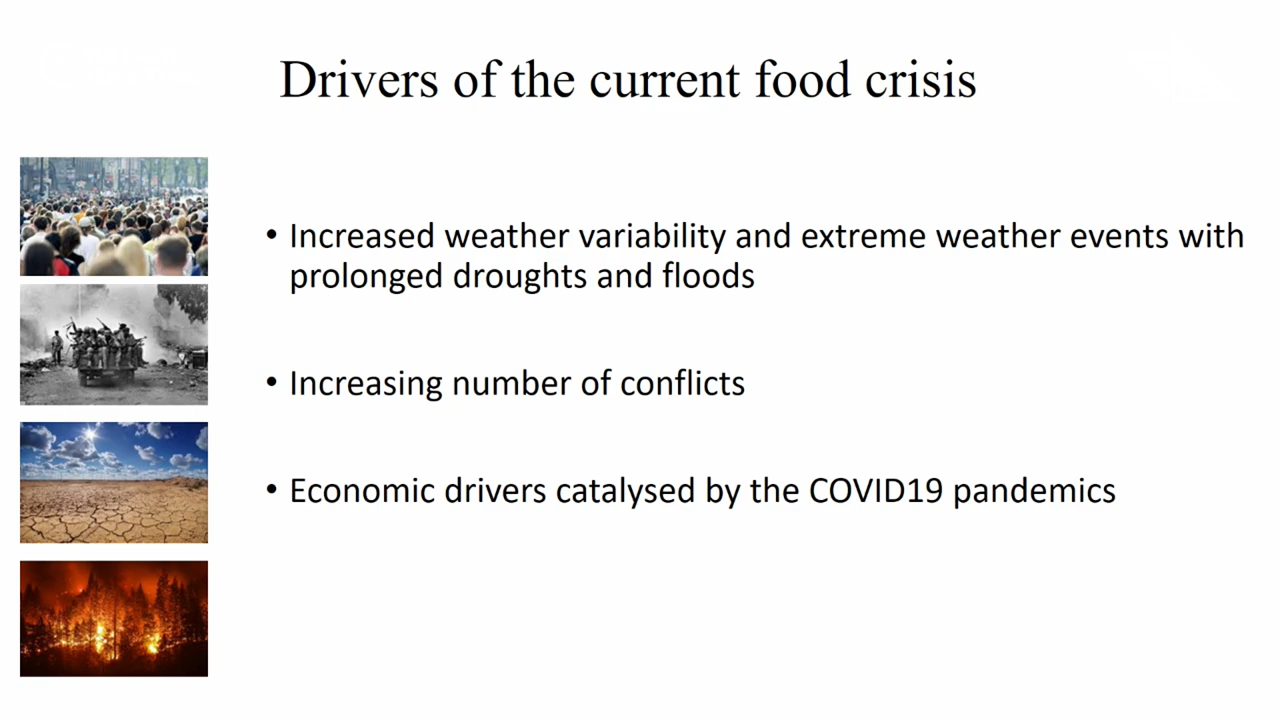 Drivers of the current food crisis
• Increased weather variability and extreme weather events with
prolonged droughts and floods
• Increasing number of conflicts
• Economic drivers catalysed by the COVID19 pandemics